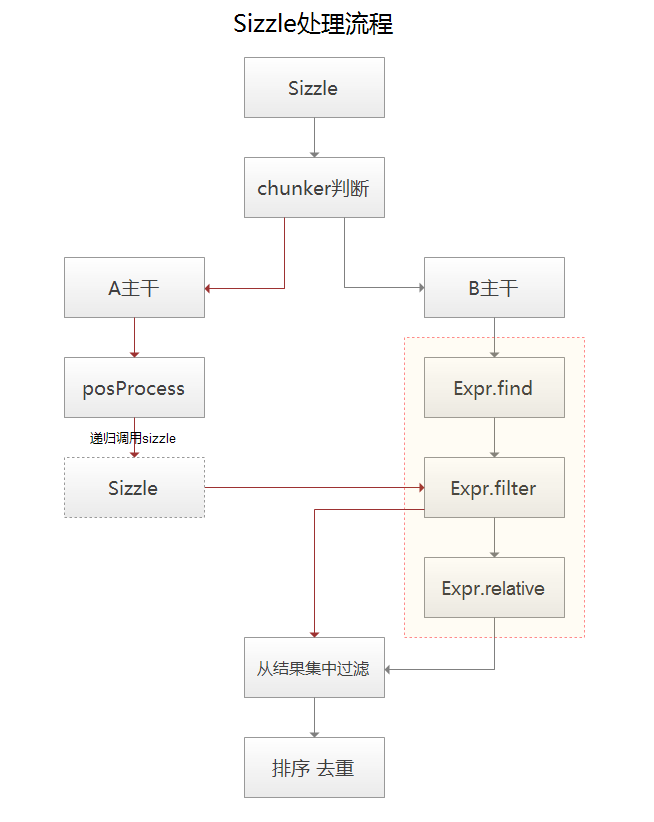 Sizzle处理流程
Sizzle
chunker判断
A主干
B主干
posProcess
Expr.find
递归调用sizzle
Sizzle
Expr.filter
Expr.relative
从结果集中过滤
排序 去重